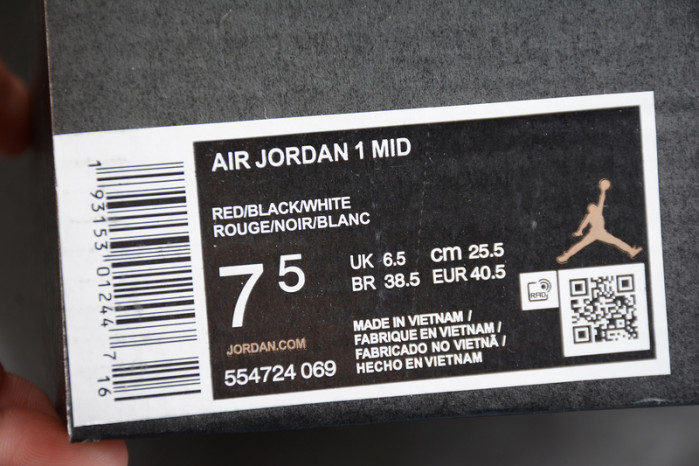 AIR JORDAN 1 MID
RED/BLACK/WHITE
ROUGE/NOIR/BLANC
7 5
UK 6.5 cm 25.5
BR 38.5 EUR 40.5
JORDAN.COM
554724 069
MADE IN VIETNAM /
FABRIQUE EN VIETNAM /
FABRICADO NO VIETNÃ /
HECHO EN VIETNAM
RFID
1 93153 01244 7 16